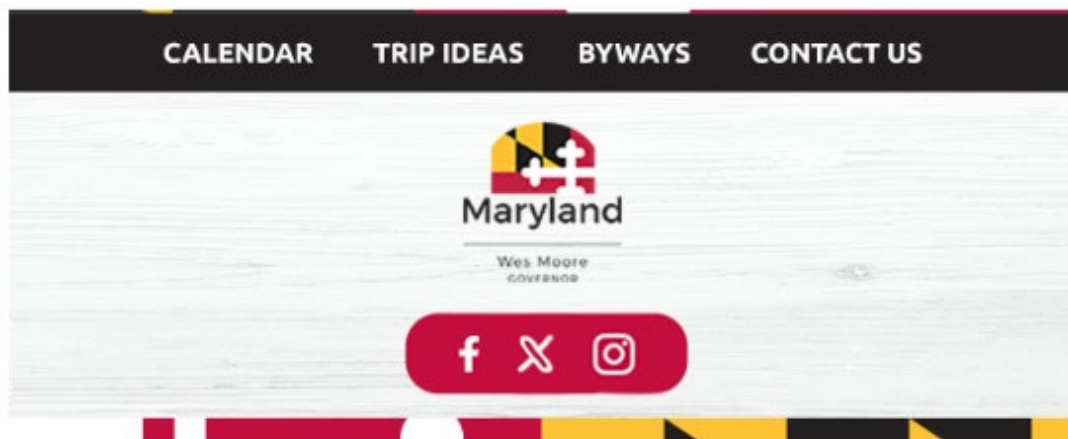 CALENDAR TRIP IDEAS BYWAYS CONTACT US
Maryland
Wes Moore
GOVERNOR